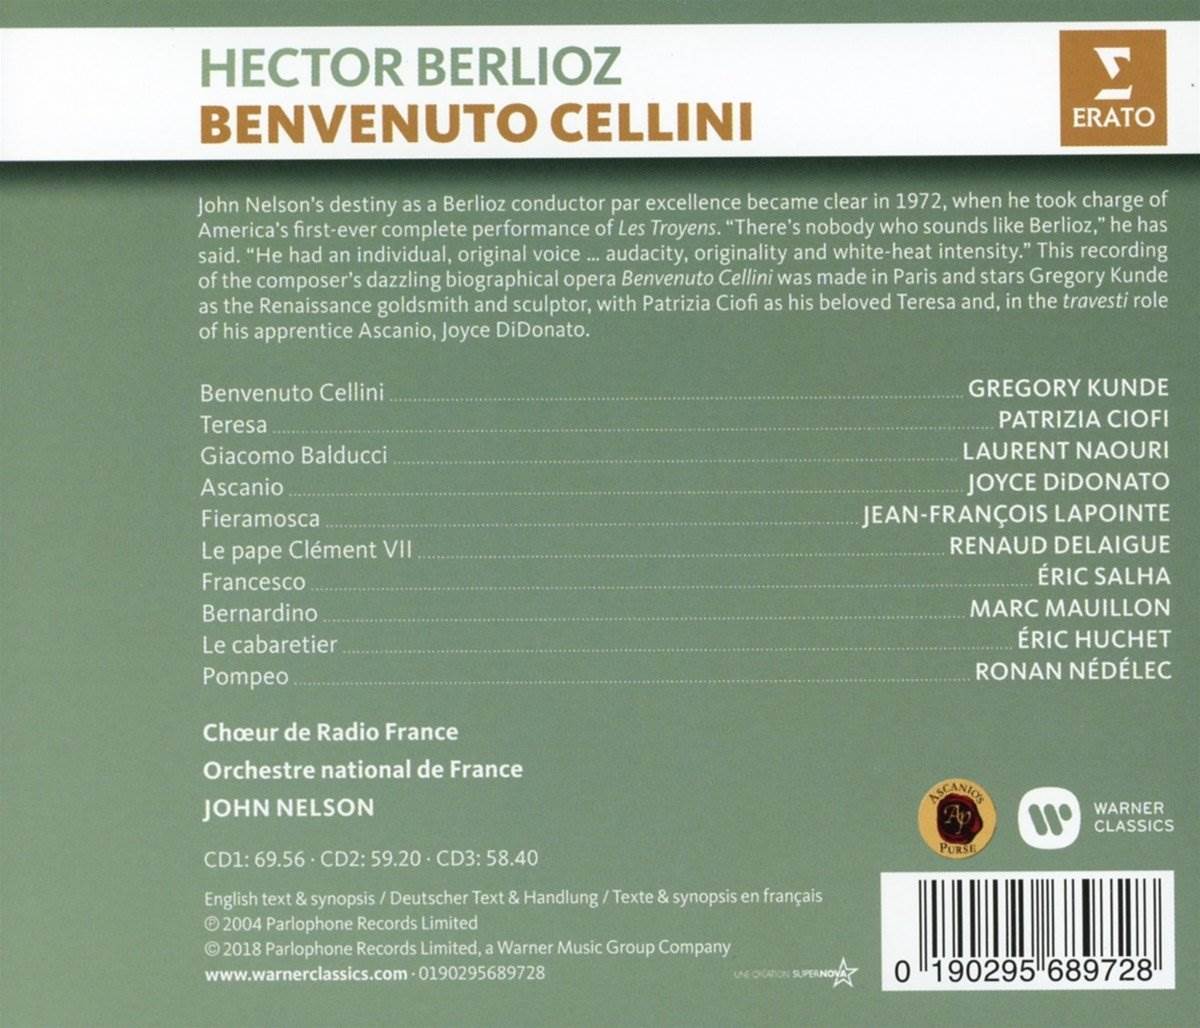 HECTOR BERLIOZ
BENVENUTO CELLINI
ERATO
John Nelson's destiny as a Berlioz conductor par excellence became clear in 1972, when he took charge of
America's first-ever complete performance of Les Troyens. “There's nobody who sounds like Berlioz,” he has
said. “He had an individual, original voice ... audacity, originality and white-heat intensity.” This recording
of the composer's dazzling biographical opera Benvenuto Cellini was made in Paris and stars Gregory Kunde
as the Renaissance goldsmith and sculptor, with Patrizia Ciofi as his beloved Teresa and, in the travesti role
of his apprentice Ascanio, Joyce DiDonato.
Benvenuto Cellini GREGORY KUNDE
Teresa PATRIZIA CIOFI
Giacomo Balducci LAURENT NAOURI
Ascanio JOYCE DiDONATO
Fieramosca JEAN-FRANÇOIS LAPOINTE
Le pape Clément VII RENAUD DELAIGUE
Francesco ÉRIC SALHA
Bernardino MARC MAUILLON
Le cabaretier ÉRIC HUCHET
Pompeo RONAN NÉDÉLEC
Chœur de Radio France
Orchestre national de France
JOHN NELSON
ASCANIO'S
Ap
PURSE
WARNER
CLASSICS
CD1: 69.56 · CD2: 59.20 · CD3: 58.40
English text & synopsis / Deutscher Text & Handlung / Texte & synopsis en français
℗ 2004 Parlophone Records Limited
© 2018 Parlophone Records Limited, a Warner Music Group Company
www.warnerclassics.com · 0190295689728
UNE CRÉATION SUPERNOVA
0 190295 689728